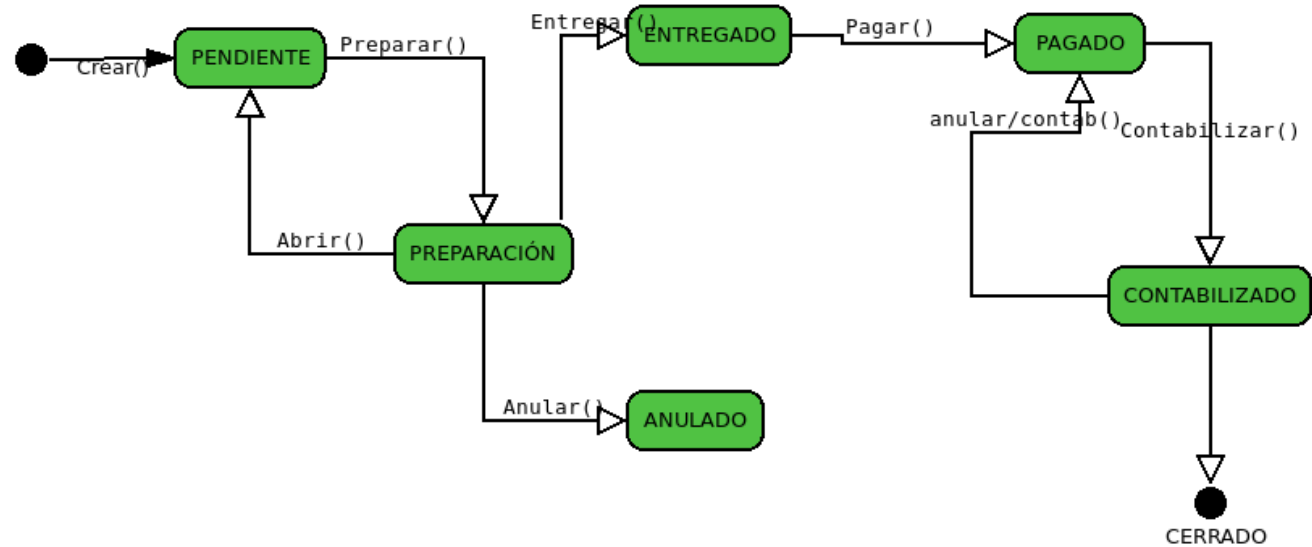 Crear()
PENDIENTE
Preparar()
Entregar()
ENTREGADO
Pagar()
PAGADO
anular/contab()
Contabilizar()
Abrir()
PREPARACIÓN
CONTABILIZADO
Anular()
ANULADO
CERRADO